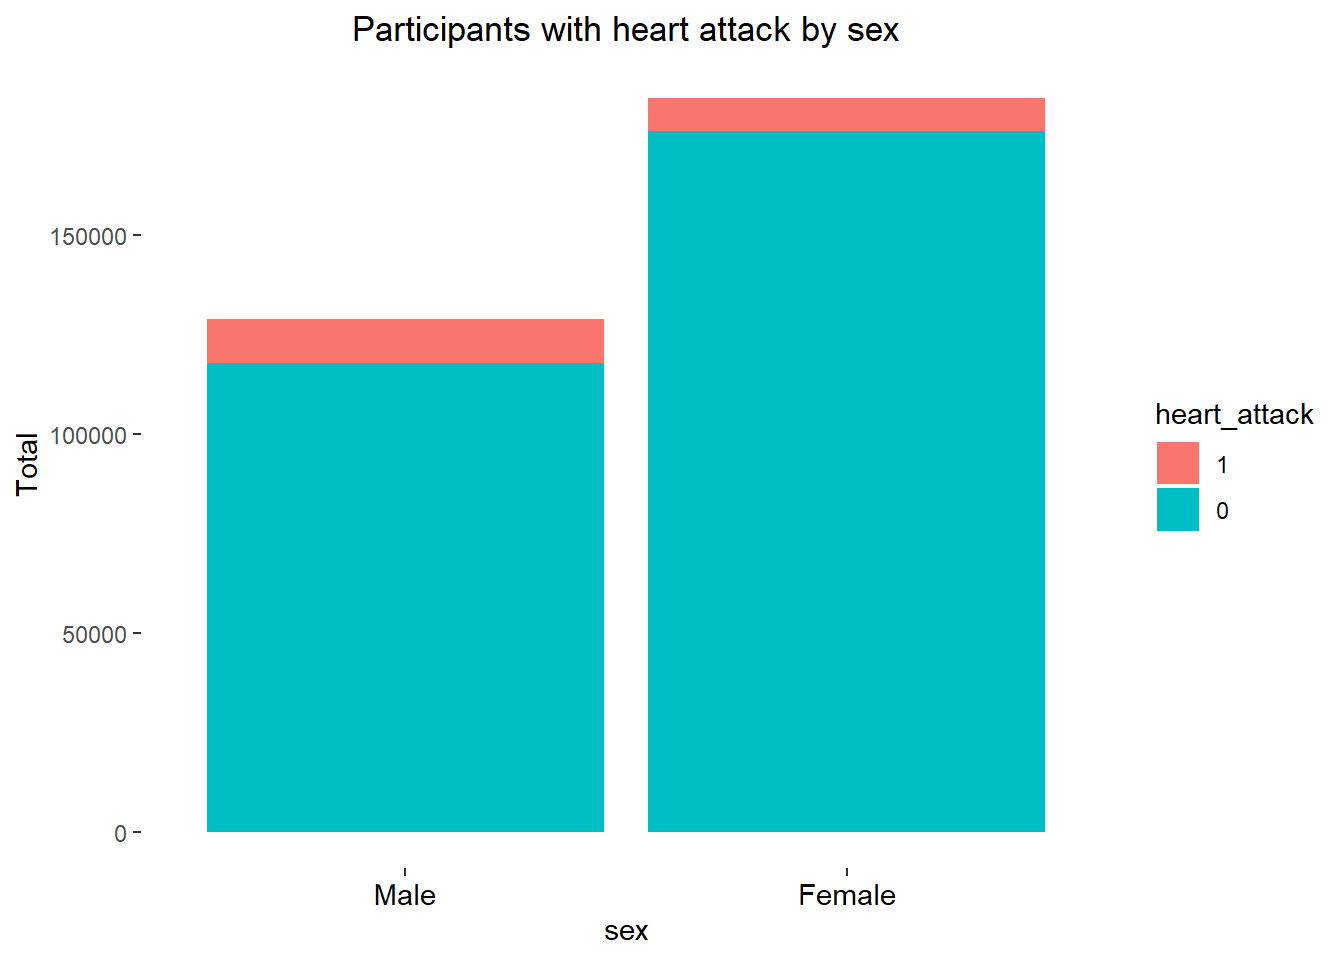 Participants with heart attack by sex
150000
100000
50000
0
Total
Male
Female
sex
heart_attack
1
0